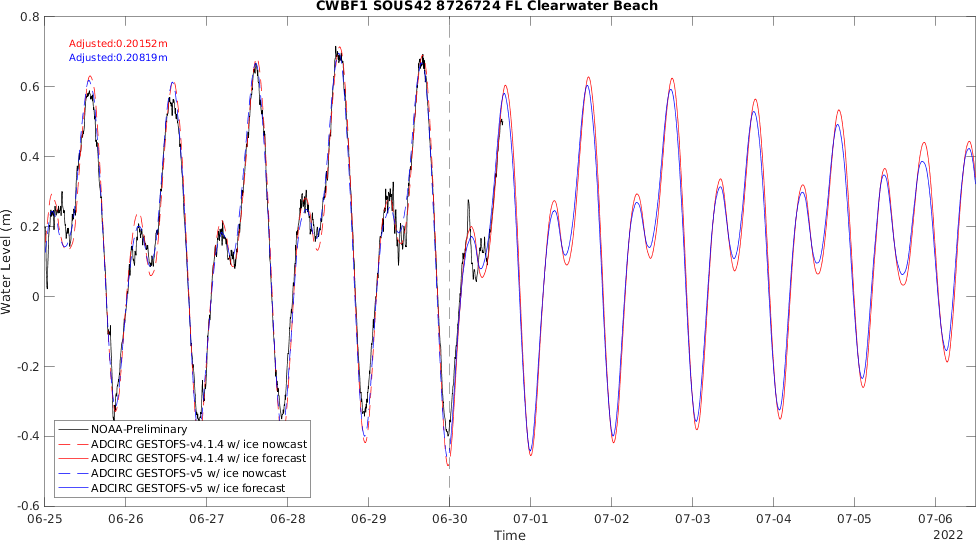 CWBF1 SOUS42 8726724 FL Clearwater Beach
Adjusted:0.20152m
Adjusted:0.20819m
Water Level (m)
0.8
0.6
0.4
0.2
0
-0.2
-0.4
-0.6
NOAA-Preliminary
ADCIRC GESTOFS-v4.1.4 w/ ice nowcast
ADCIRC GESTOFS-v4.1.4 w/ ice forecast
ADCIRC GESTOFS-v5 w/ ice nowcast
ADCIRC GESTOFS-v5 w/ ice forecast
06-25 06-26 06-27 06-28 06-29 06-30 07-01 07-02 07-03 07-04 07-05 07-06
Time
2022